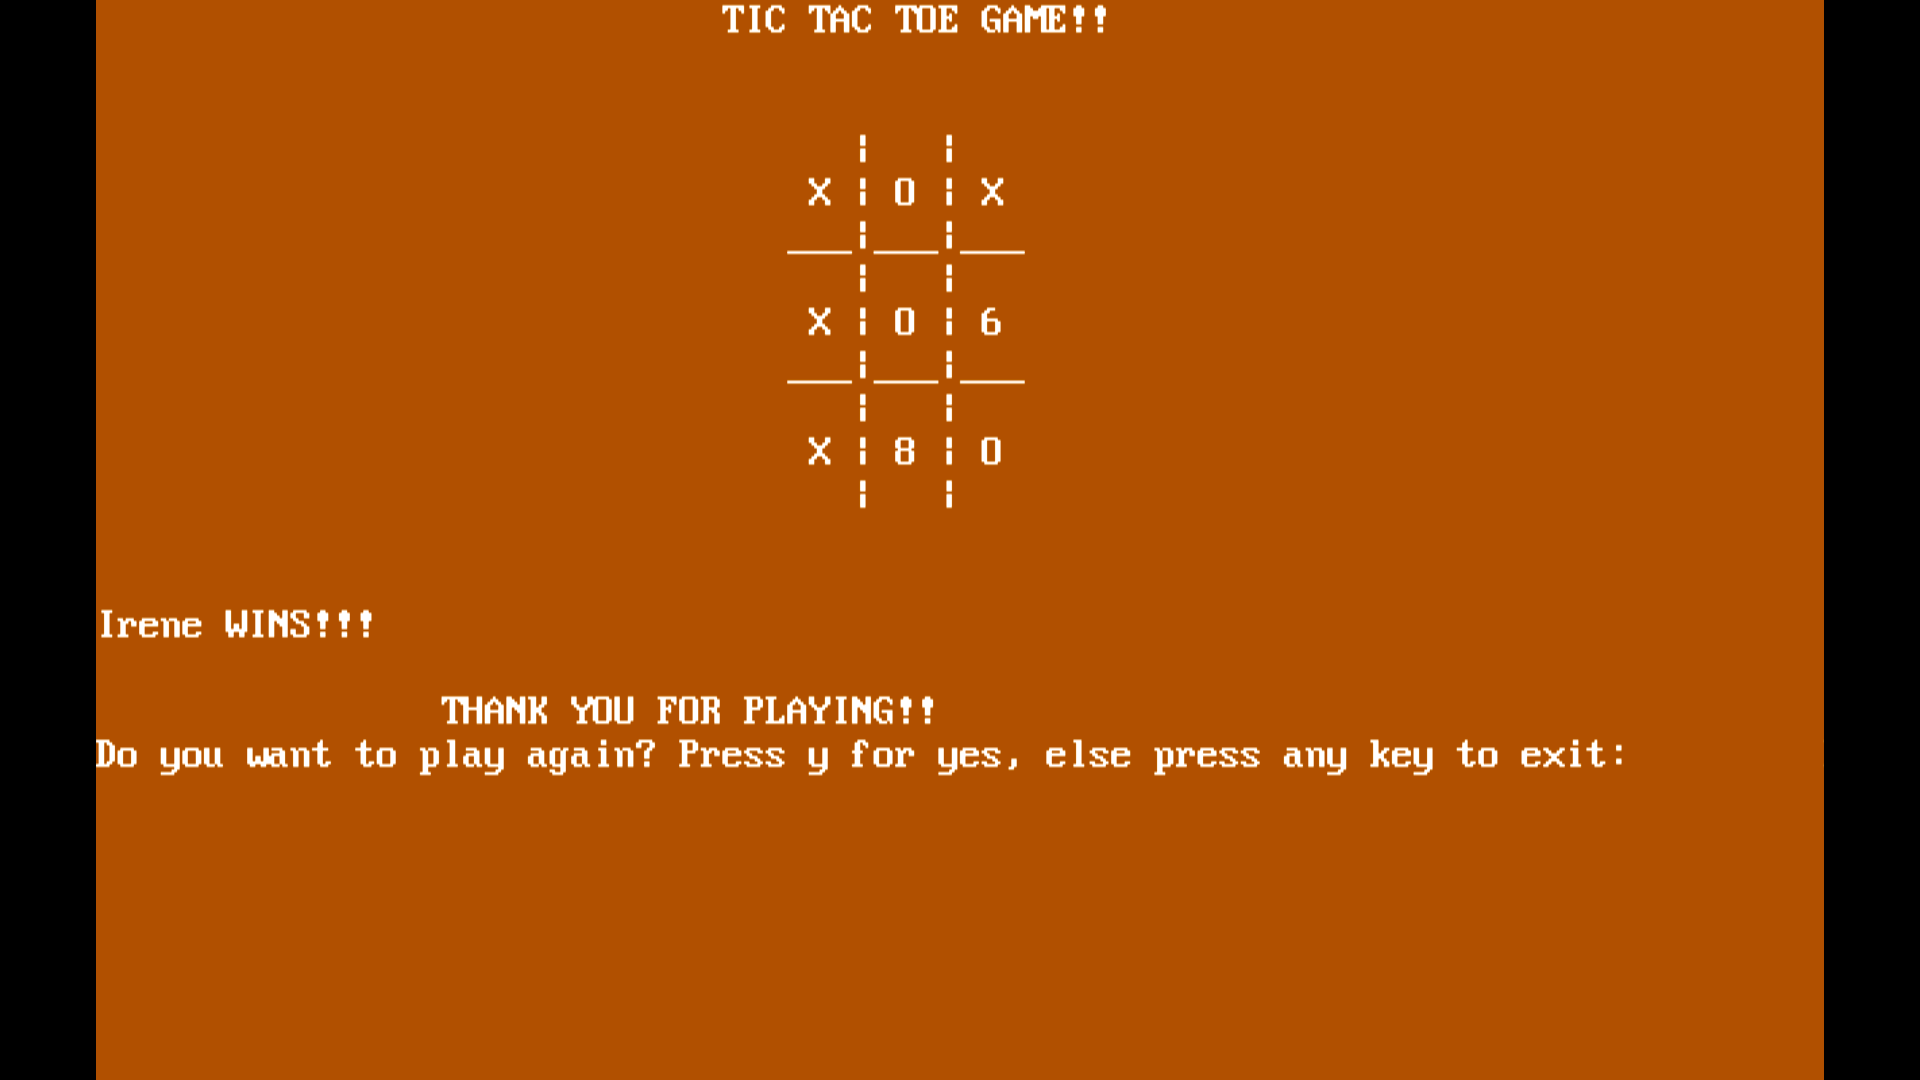 TIC TAC TOE GAME!!
X | O | X
X | O | 6
X | 8 | O
Irene WINS!!!
THANK YOU FOR PLAYING!!
Do you want to play again? Press y for yes, else press any key to exit: